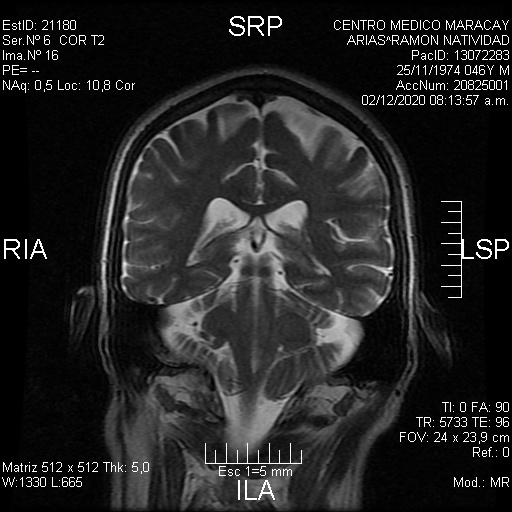 EstID: 21180
Ser.Nº 6 COR T2
Ima.Nº 16
PE= --
NAq: 0,5 Loc: 10,8 Cor
SRP
CENTRO MEDICO MARACAY
ARIAS^RAMON NATIVIDAD
PacID: 13072283
25/11/1974 046Y M
AccNum: 20825001
02/12/2020 08:13:57 a.m.
RIA
LSP
Matriz 512 x 512 Thk: 5,0
W:1330 L:665
Esc 1=5 mm
ILA
TI: 0 FA: 90
TR: 5733 TE: 96
FOV: 24 x 23,9 cm
Ref.: 0
Mod.: MR